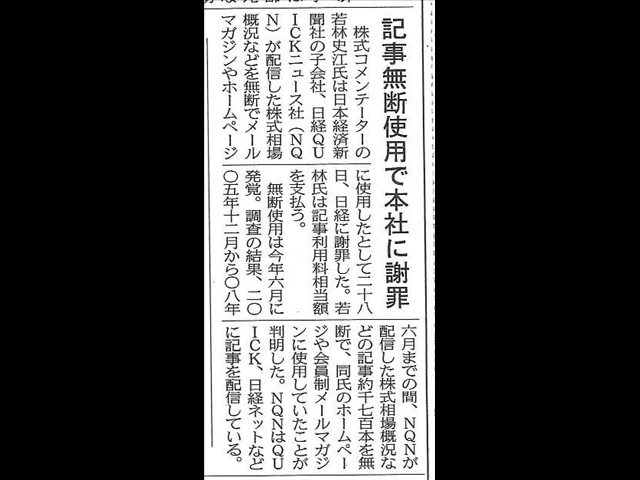 記事無断使用で本社に謝罪
株式コメンテーターの
若林史江氏は日本経済新
聞社の子会社、日経QU
ICKニュース社（NQ
N）が配信した株式相場
概況などを無断でメール
マガジンやホームページ
に使用したとして二十八
日、日経に謝罪した。若
林氏は記事利用料相当額
を支払う。
無断使用は今年六月に
発覚。調査の結果、二〇
〇五年十二月から〇八年
六月までの間、NQNが
配信した株式相場概況な
どの記事約千七百本を無
断で、同氏のホームペー
ジや会員制メールマガジ
ンに使用していたことが
判明した。NQNはQU
ICK、日経ネットなど
に記事を配信している。